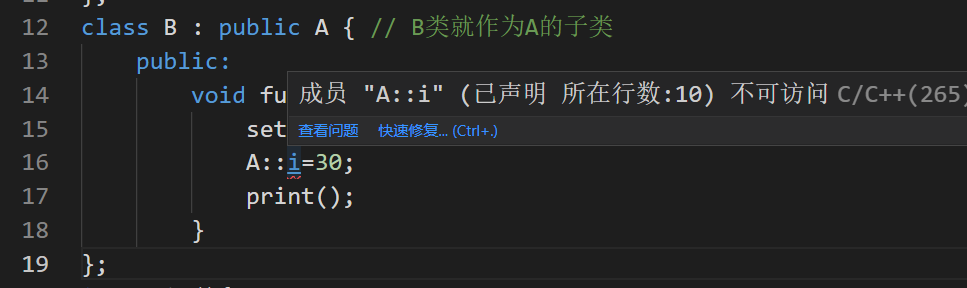 12 class B : public A { // B类就作为A的子类
13 public:
14 void fu
成员 "A::i" (已声明 所在行数:10) 不可访问 C/C++(265)
15 set
查看问题 快速修复... (Ctrl+.)
16 A::i=30;
17 print();
18 }
19 };